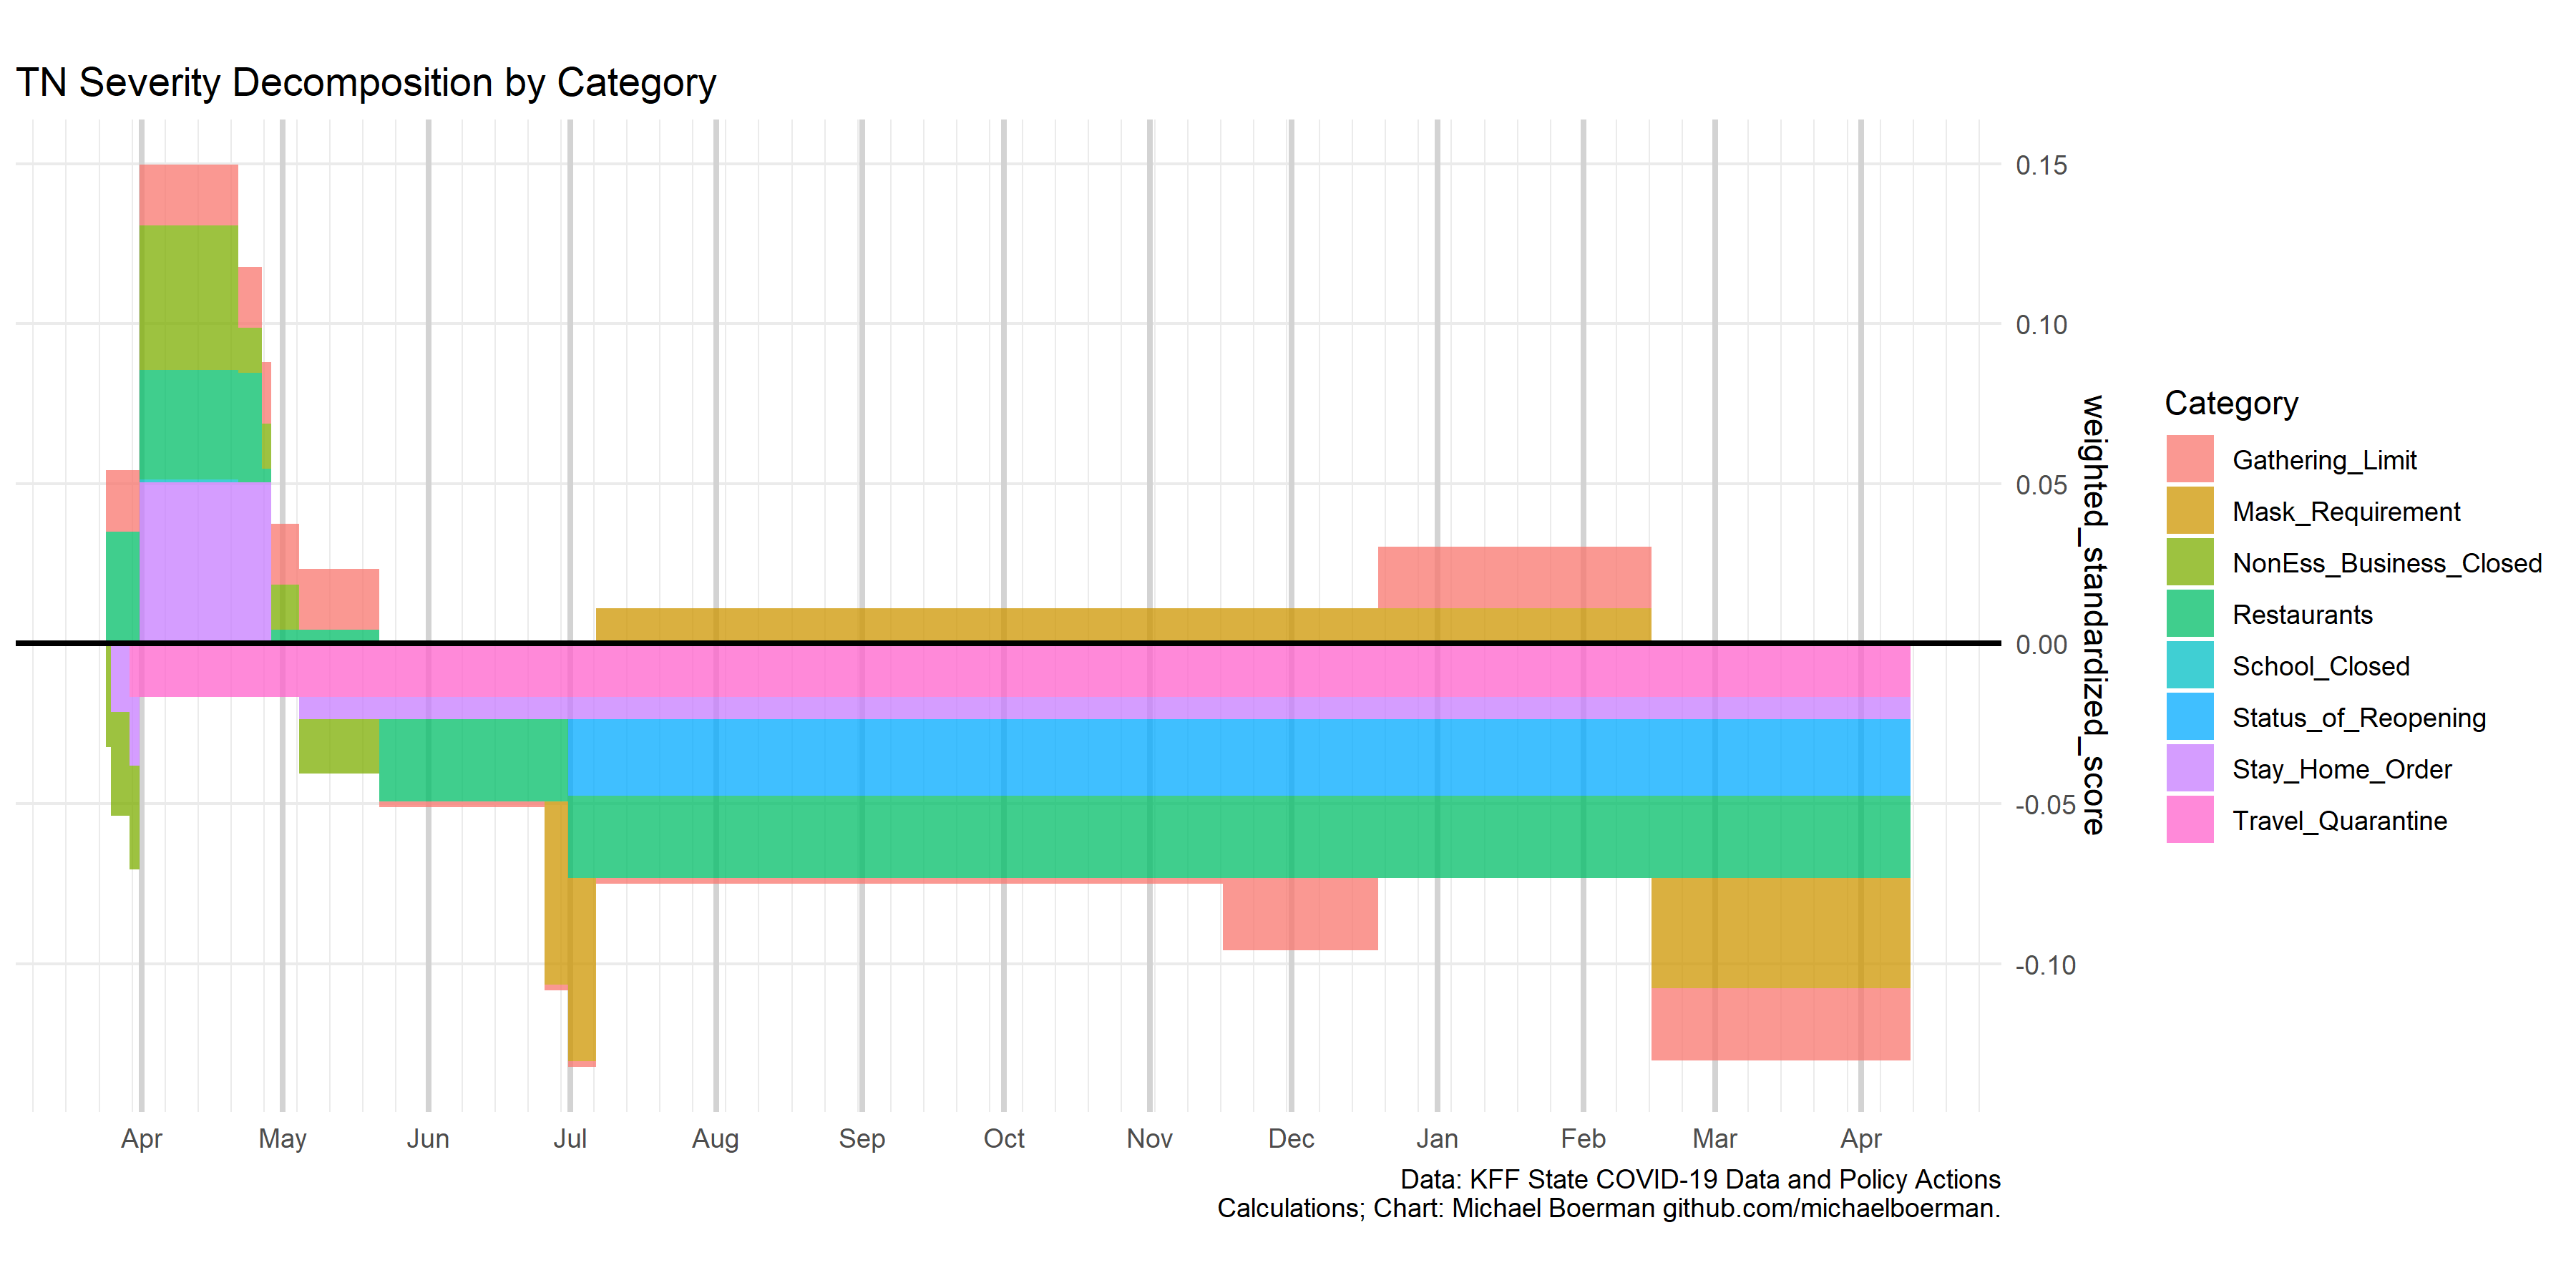 TN Severity Decomposition by Category
0.15
0.10
0.05
0.00
-0.05
-0.10
weighted_standardized_score
Category
Gathering_Limit
Mask_Requirement
NonEss_Business_Closed
Restaurants
School_Closed
Status_of_Reopening
Stay_Home_Order
Travel_Quarantine
Apr May Jun Jul Aug Sep Oct Nov Dec Jan Feb Mar Apr
Data: KFF State COVID-19 Data and Policy Actions
Calculations; Chart: Michael Boerman github.com/michaelboerman.